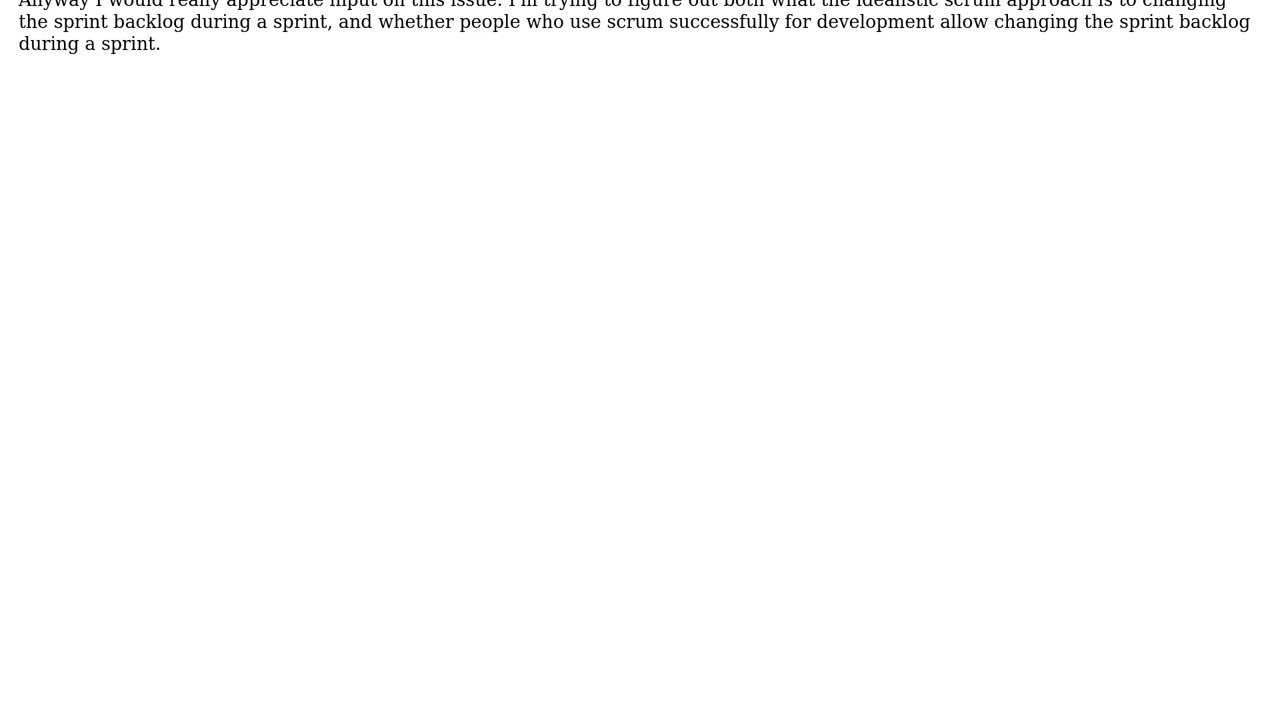 Anyway I would really appreciate input on this issue. I'm trying to figure out both what the idealistic scrum approach is to changing
the sprint backlog during a sprint, and whether people who use scrum successfully for development allow changing the sprint backlog
during a sprint.